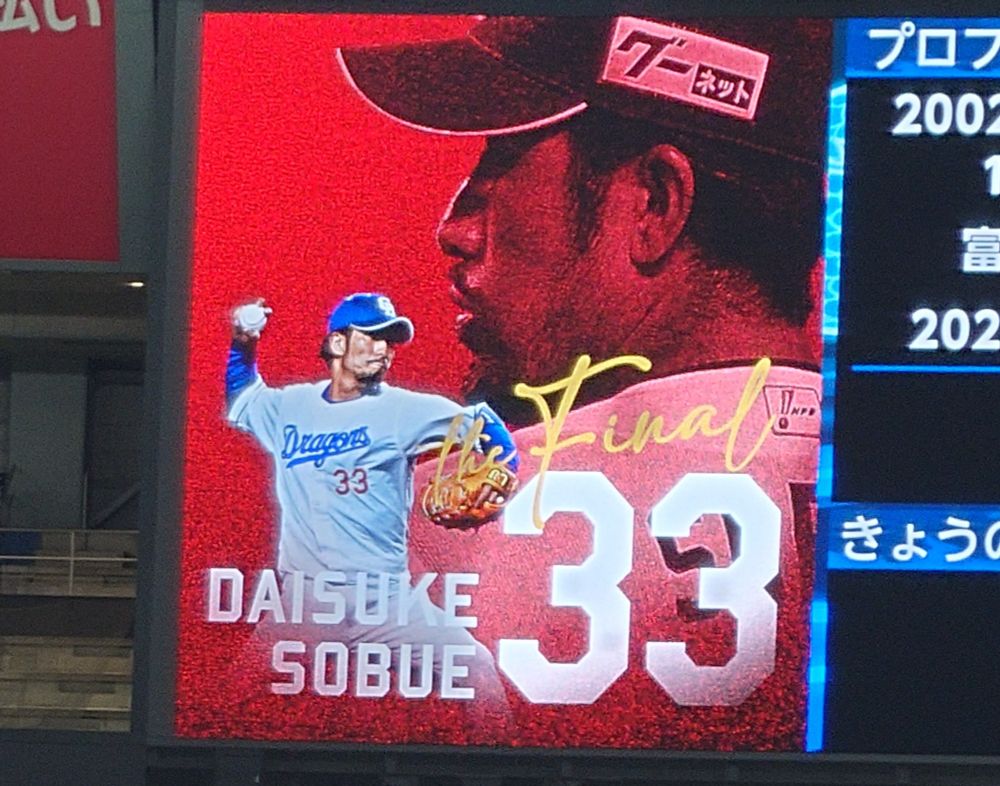 グーネット
プロフ
2002
1
富
202
Dragons
33
the Final
NPB
33
DAISUKE
SOBUE
きょうの